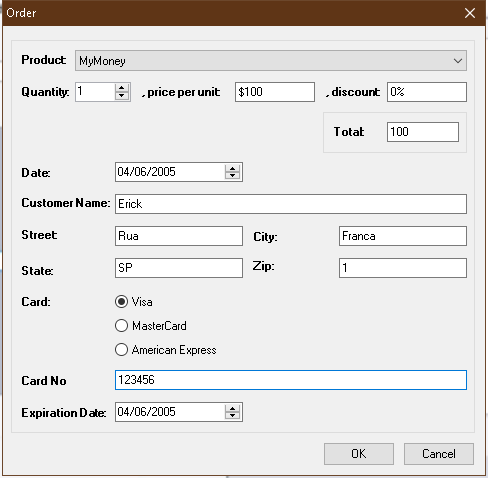 Order
Product: MyMoney
Quantity: 1 , price per unit: $100 , discount: 0%
Total: 100
Date: 04/06/2005
Customer Name: Erick
Street: Rua City: Franca
State: SP Zip: 1
Card: Visa
MasterCard
American Express
Card No 123456
Expiration Date: 04/06/2005
OK Cancel